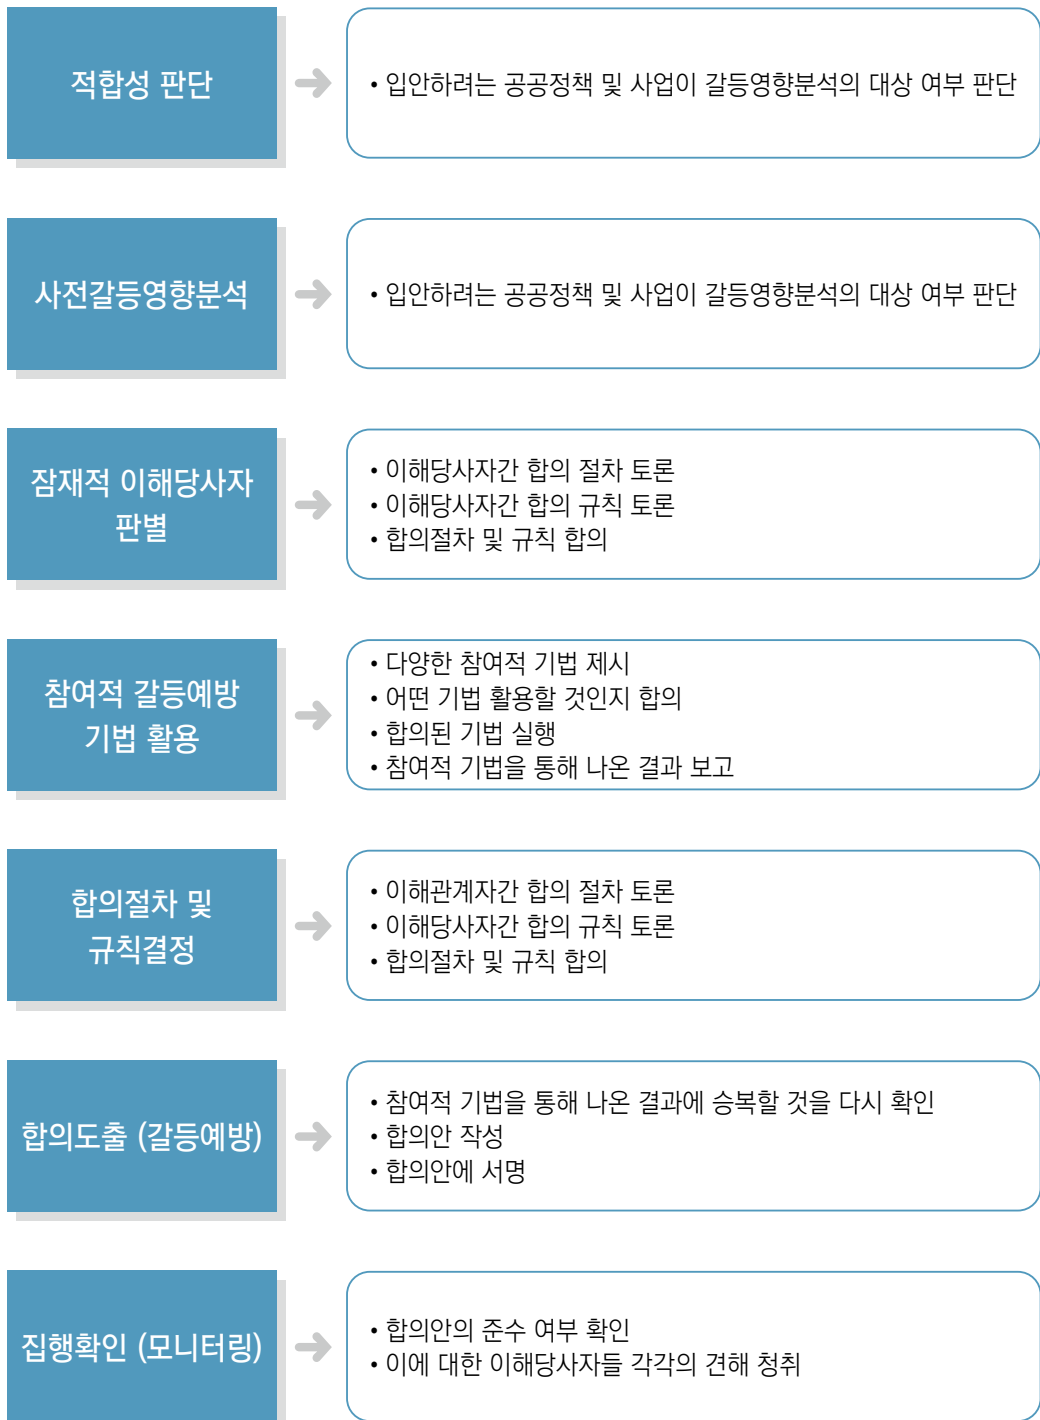 적합성 판단
• 입안하려는 공공정책 및 사업이 갈등영향분석의 대상 여부 판단
사전갈등영향분석
• 입안하려는 공공정책 및 사업이 갈등영향분석의 대상 여부 판단
잠재적 이해당사자
판별
• 이해당사자간 합의 절차 토론
• 이해당사자간 합의 규칙 토론
• 합의절차 및 규칙 합의
참여적 갈등예방
기법 활용
• 다양한 참여적 기법 제시
• 어떤 기법 활용할 것인지 합의
• 합의된 기법 실행
• 참여적 기법을 통해 나온 결과 보고
합의절차 및
규칙결정
• 이해관계자간 합의 절차 토론
• 이해당사자간 합의 규칙 토론
• 합의절차 및 규칙 합의
합의도출 (갈등예방)
• 참여적 기법을 통해 나온 결과에 승복할 것을 다시 확인
• 합의안 작성
• 합의안에 서명
집행확인 (모니터링)
• 합의안의 준수 여부 확인
• 이에 대한 이해당사자들 각각의 견해 청취